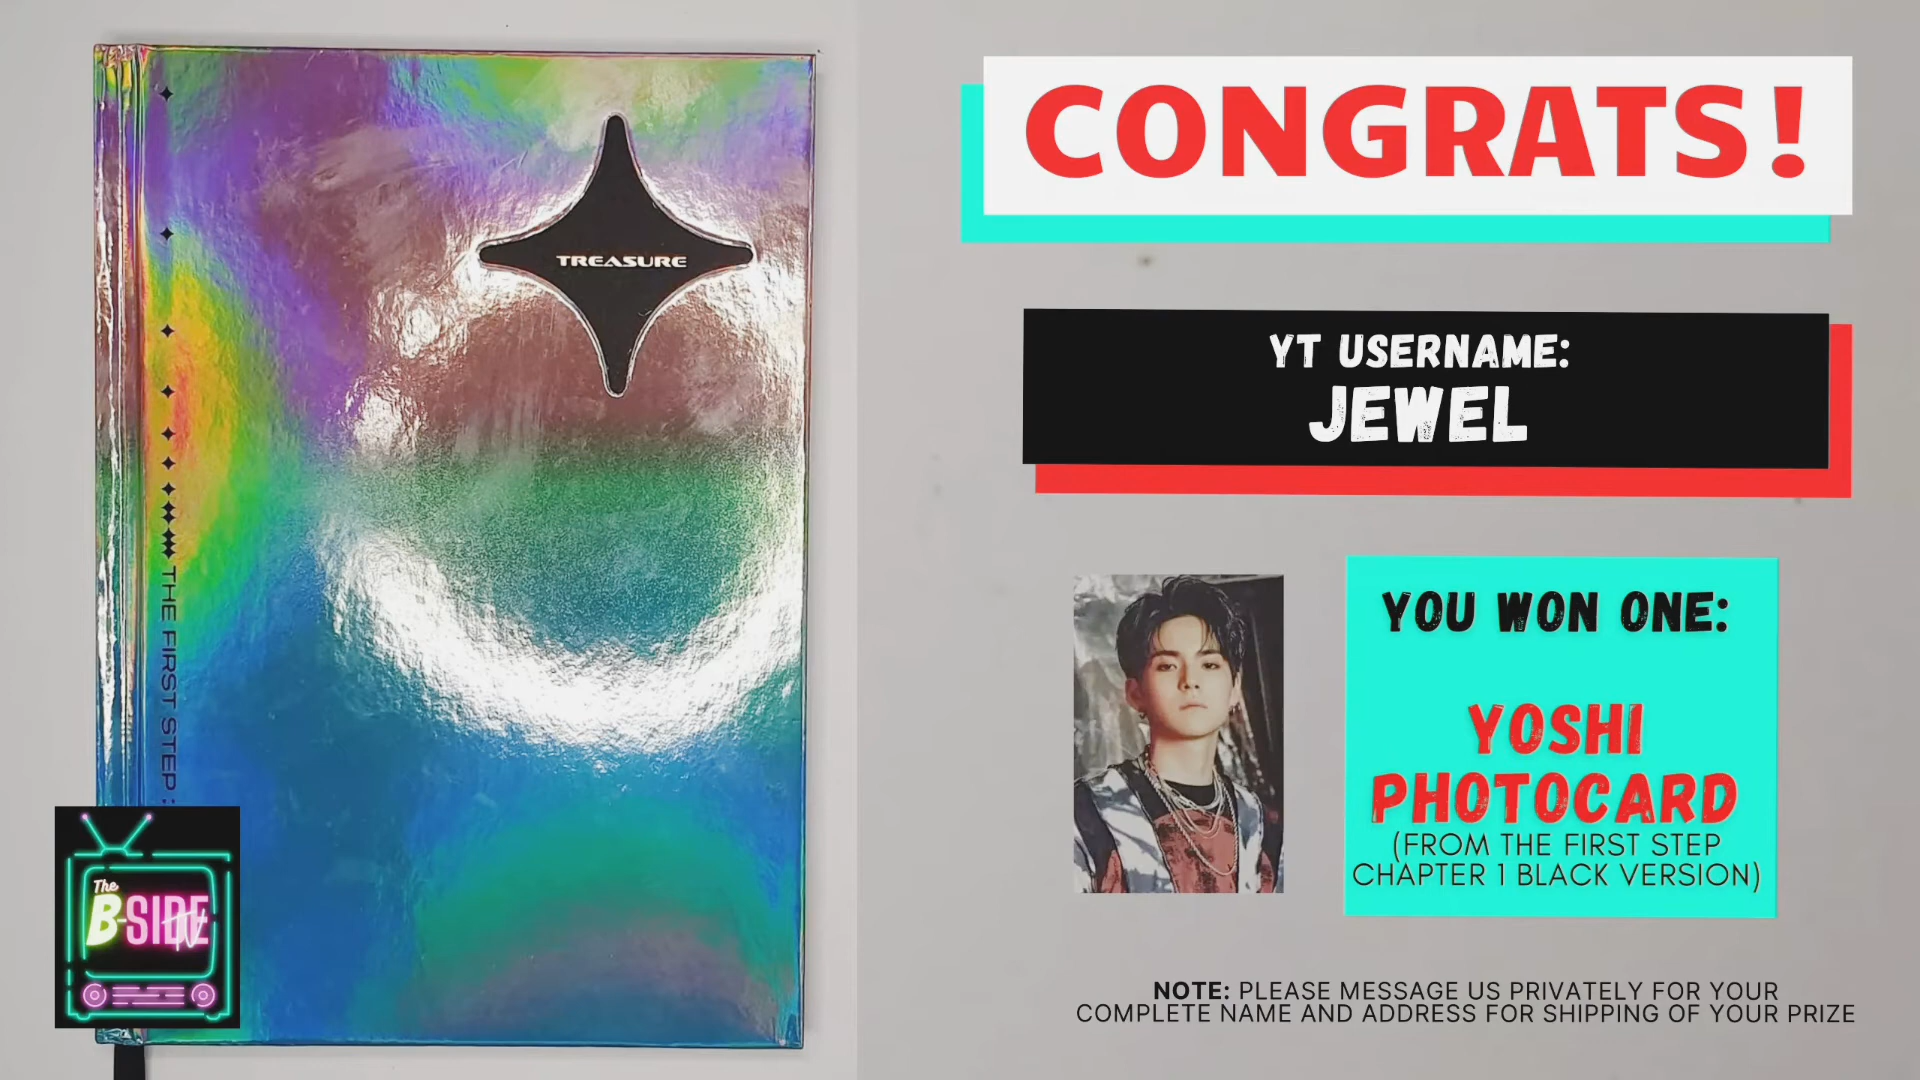 TREASURE
THE FIRST STEP :
The
B-SIDE
TV
CONGRATS!
YT USERNAME:
JEWEL
YOU WON ONE:
YOSHI
PHOTOCARD
(FROM THE FIRST STEP
CHAPTER 1 BLACK VERSION)
NOTE: PLEASE MESSAGE US PRIVATELY FOR YOUR
COMPLETE NAME AND ADDRESS FOR SHIPPING OF YOUR PRIZE